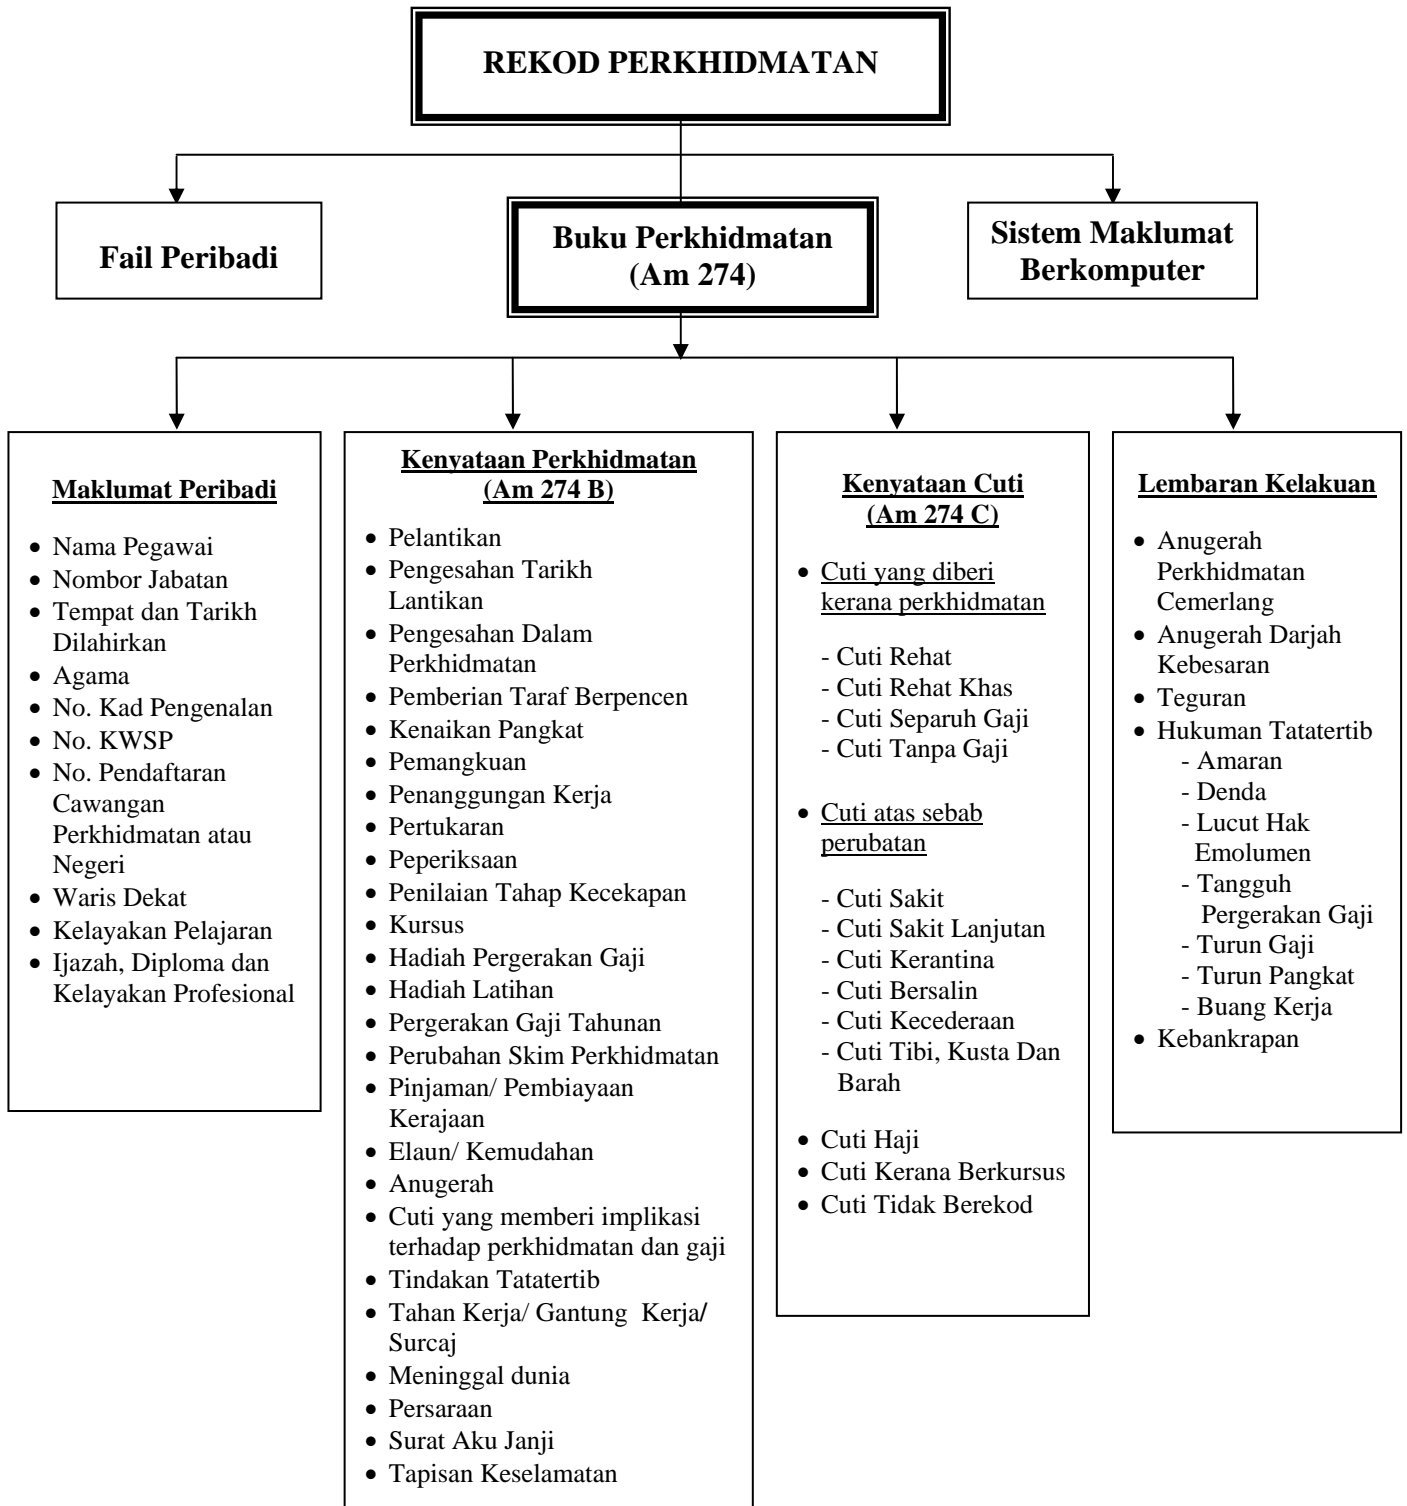 REKOD PERKHIDMATAN
Fail Peribadi
Buku Perkhidmatan
(Am 274)
Sistem Maklumat
Berkomputer
Maklumat Peribadi
• Nama Pegawai
• Nombor Jabatan
• Tempat dan Tarikh
Dilahirkan
• Agama
• No. Kad Pengenalan
• No. KWSP
• No. Pendaftaran
Cawangan
Perkhidmatan atau
Negeri
• Waris Dekat
• Kelayakan Pelajaran
• Ijazah, Diploma dan
Kelayakan Profesional
Kenyataan Perkhidmatan
(Am 274 B)
• Pelantikan
• Pengesahan Tarikh
Lantikan
• Pengesahan Dalam
Perkhidmatan
• Pemberian Taraf Berpencen
• Kenaikan Pangkat
• Pemangkuan
• Penanggungan Kerja
• Pertukaran
• Peperiksaan
• Penilaian Tahap Kecekapan
• Kursus
• Hadiah Pergerakan Gaji
• Hadiah Latihan
• Pergerakan Gaji Tahunan
• Perubahan Skim Perkhidmatan
• Pinjaman/ Pembiayaan
Kerajaan
• Elaun/ Kemudahan
• Anugerah
• Cuti yang memberi implikasi
terhadap perkhidmatan dan gaji
• Tindakan Tatatertib
• Tahan Kerja/ Gantung Kerja/
Surcaj
• Meninggal dunia
• Persaraan
• Surat Aku Janji
• Tapisan Keselamatan
Kenyataan Cuti
(Am 274 C)
• Cuti yang diberi
kerana perkhidmatan
- Cuti Rehat
- Cuti Rehat Khas
- Cuti Separuh Gaji
- Cuti Tanpa Gaji
• Cuti atas sebab
perubatan
- Cuti Sakit
- Cuti Sakit Lanjutan
- Cuti Kerantina
- Cuti Bersalin
- Cuti Kecederaan
- Cuti Tibi, Kusta Dan
Barah
• Cuti Haji
• Cuti Kerana Berkursus
• Cuti Tidak Berekod
Lembaran Kelakuan
• Anugerah
Perkhidmatan
Cemerlang
• Anugerah Darjah
Kebesaran
• Teguran
• Hukuman Tatatertib
- Amaran
- Denda
- Lucut Hak
Emolumen
- Tangguh
Pergerakan Gaji
- Turun Gaji
- Turun Pangkat
- Buang Kerja
• Kebankrapan